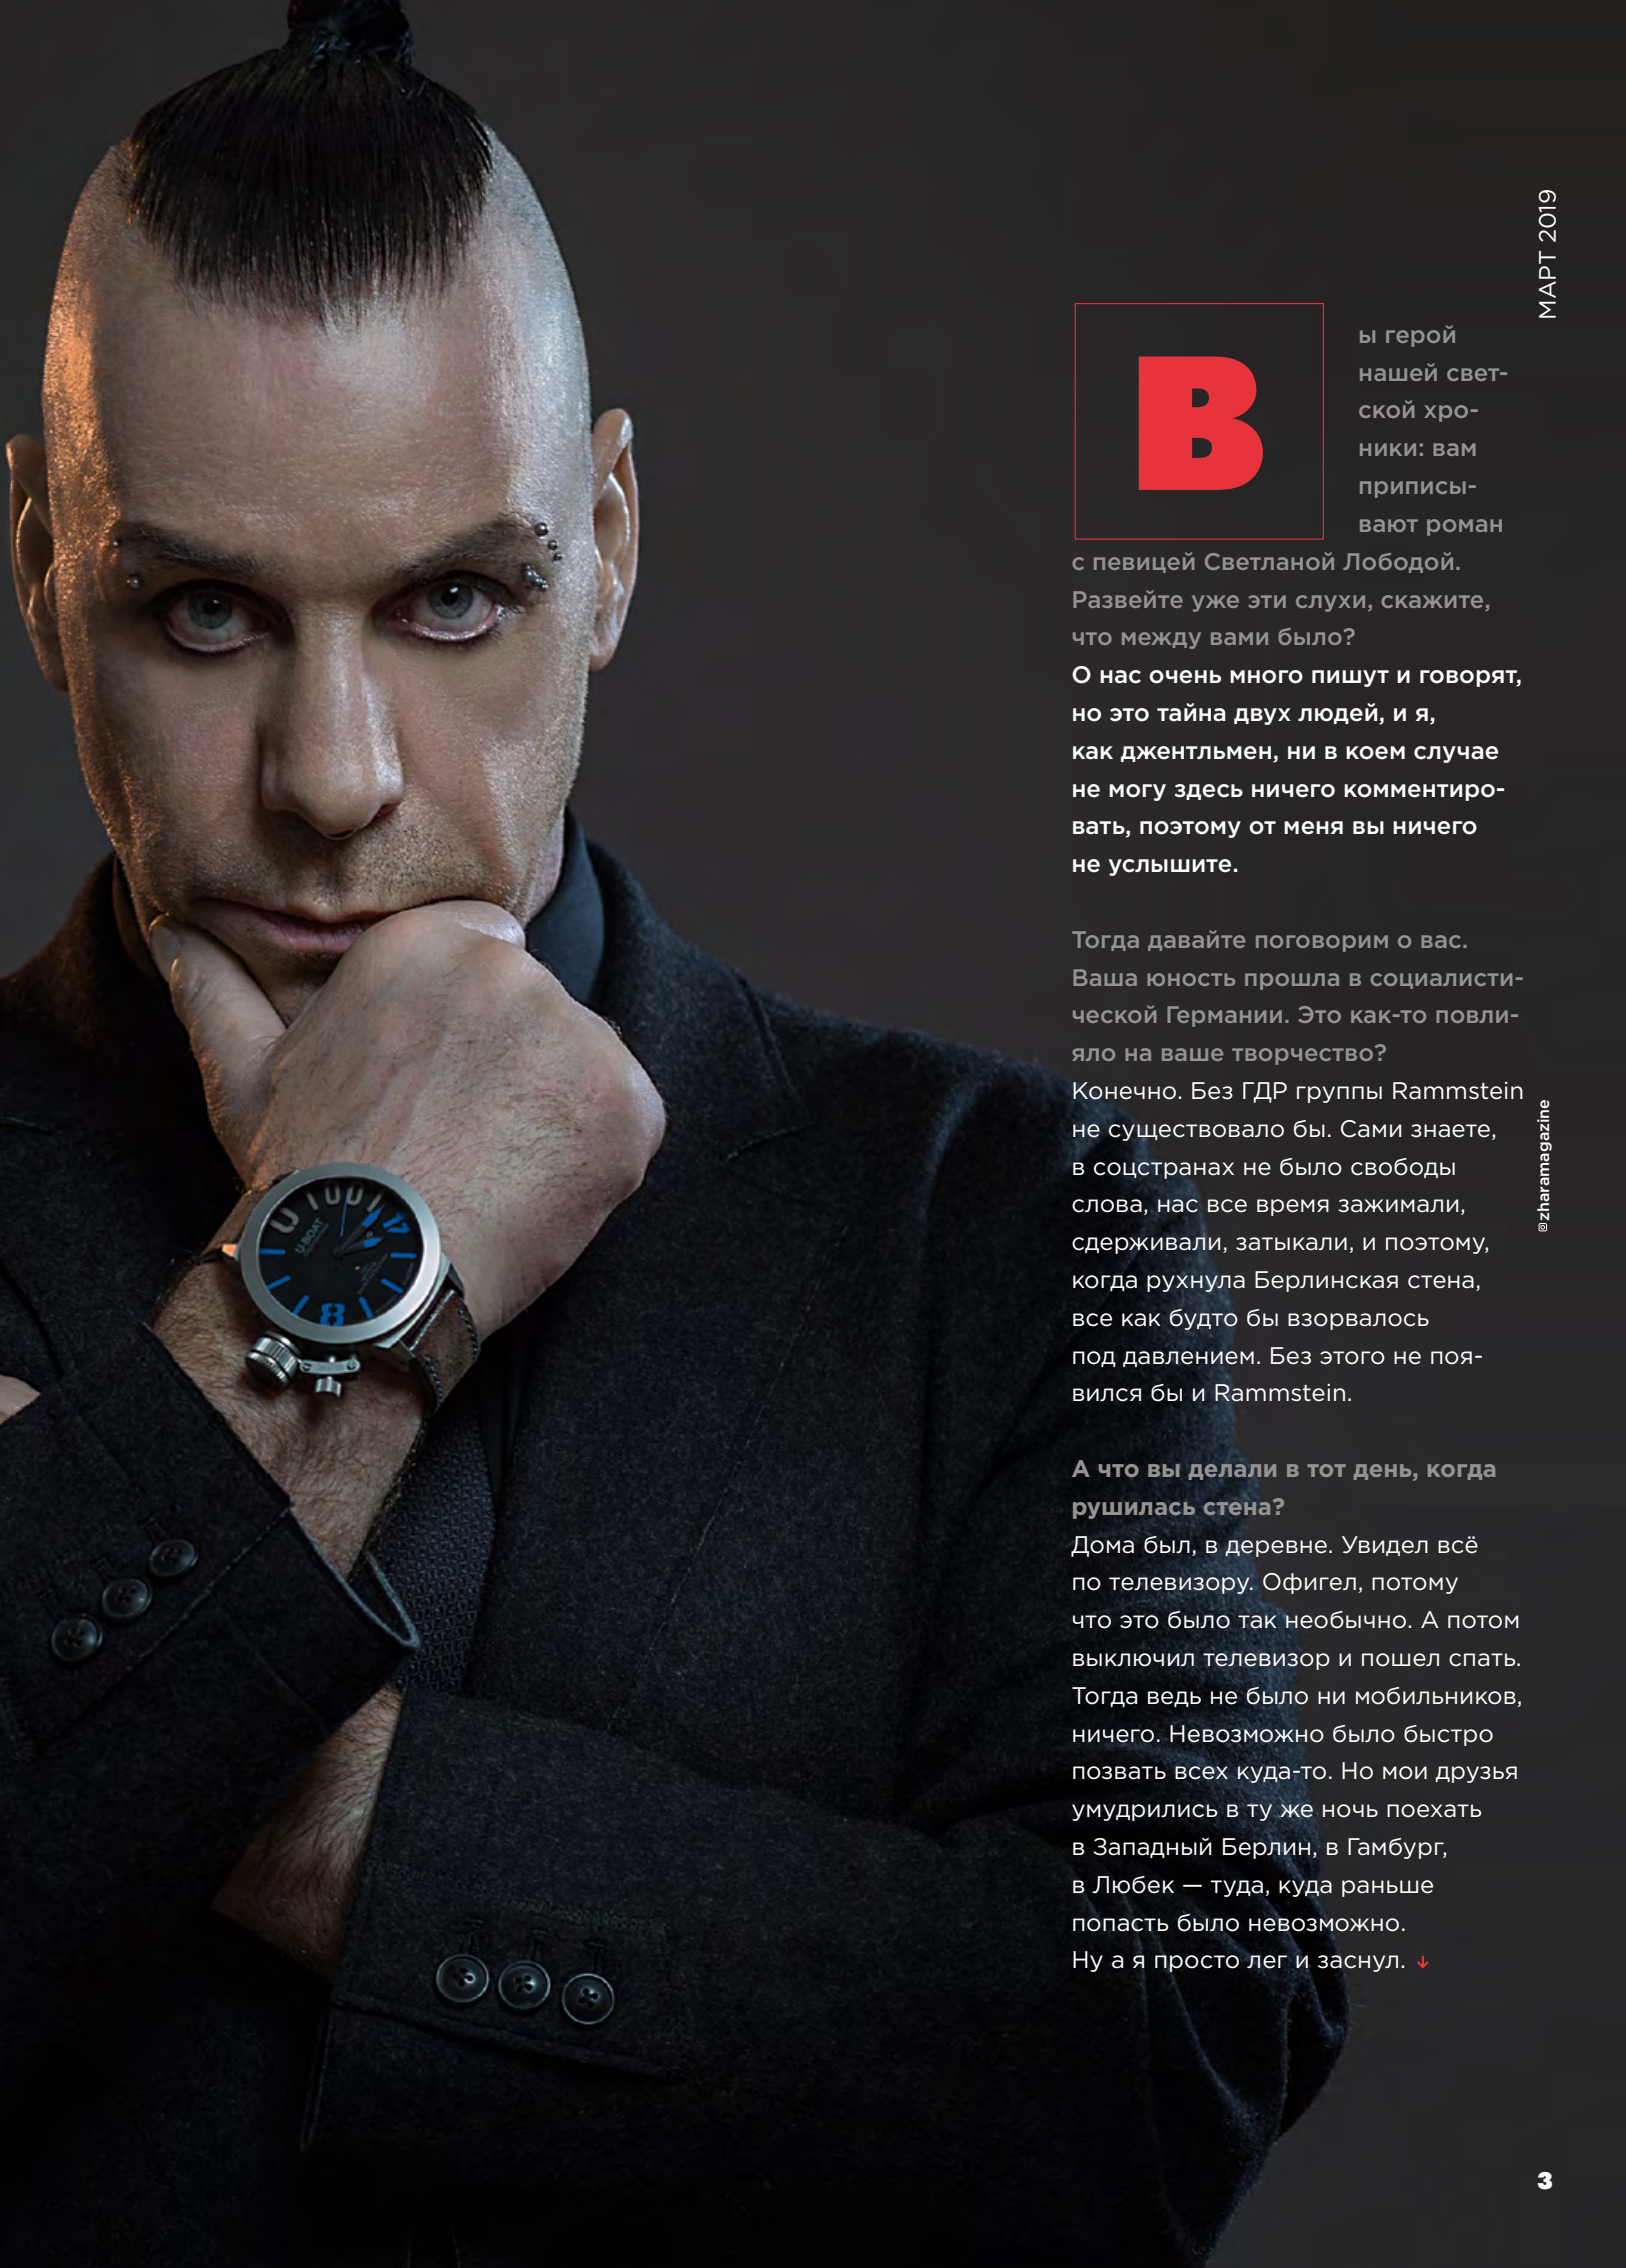 МАРТ 2019
Вы герой
нашей свет-
ской хро-
ники: вам
приписы-
вают роман
с певицей Светланой Лободой.
Развейте уже эти слухи, скажите,
что между вами было?
О нас очень много пишут и говорят,
но это тайна двух людей, и я,
как джентльмен, ни в коем случае
не могу здесь ничего комментиро-
вать, поэтому от меня вы ничего
не услышите.
Тогда давайте поговорим о вас.
Ваша юность прошла в социалисти-
ческой Германии. Это как-то повли-
яло на ваше творчество?
Конечно. Без ГДР группы Rammstein
не существовало бы. Сами знаете,
в соцстранах не было свободы
слова, нас все время зажимали,
сдерживали, затыкали, и поэтому,
когда рухнула Берлинская стена,
все как будто бы взорвалось
под давлением. Без этого не поя-
вился бы и Rammstein.
А что вы делали в тот день, когда
рушилась стена?
Дома был, в деревне. Увидел всё
по телевизору. Офигел, потому
что это было так необычно. А потом
выключил телевизор и пошел спать.
Тогда ведь не было ни мобильников,
ничего. Невозможно было быстро
позвать всех куда-то. Но мои друзья
умудрились в ту же ночь поехать
в Западный Берлин, в Гамбург,
в Любек — туда, куда раньше
попасть было невозможно.
Ну а я просто лег и заснул. ↓
zharamagazine
3
U-BOAT
8